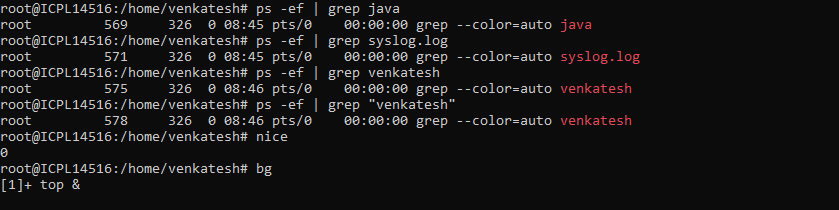 root@ICPL14516:/home/venkatesh# ps -ef | grep java
root         569     326  0 08:45 pts/0    00:00:00 grep --color=auto java
root@ICPL14516:/home/venkatesh# ps -ef | grep syslog.log
root         571     326  0 08:45 pts/0    00:00:00 grep --color=auto syslog.log
root@ICPL14516:/home/venkatesh# ps -ef | grep venkatesh
root         575     326  0 08:46 pts/0    00:00:00 grep --color=auto venkatesh
root@ICPL14516:/home/venkatesh# ps -ef | grep "venkatesh"
root         578     326  0 08:46 pts/0    00:00:00 grep --color=auto venkatesh
root@ICPL14516:/home/venkatesh# nice
0
root@ICPL14516:/home/venkatesh# bg
[1]+ top &